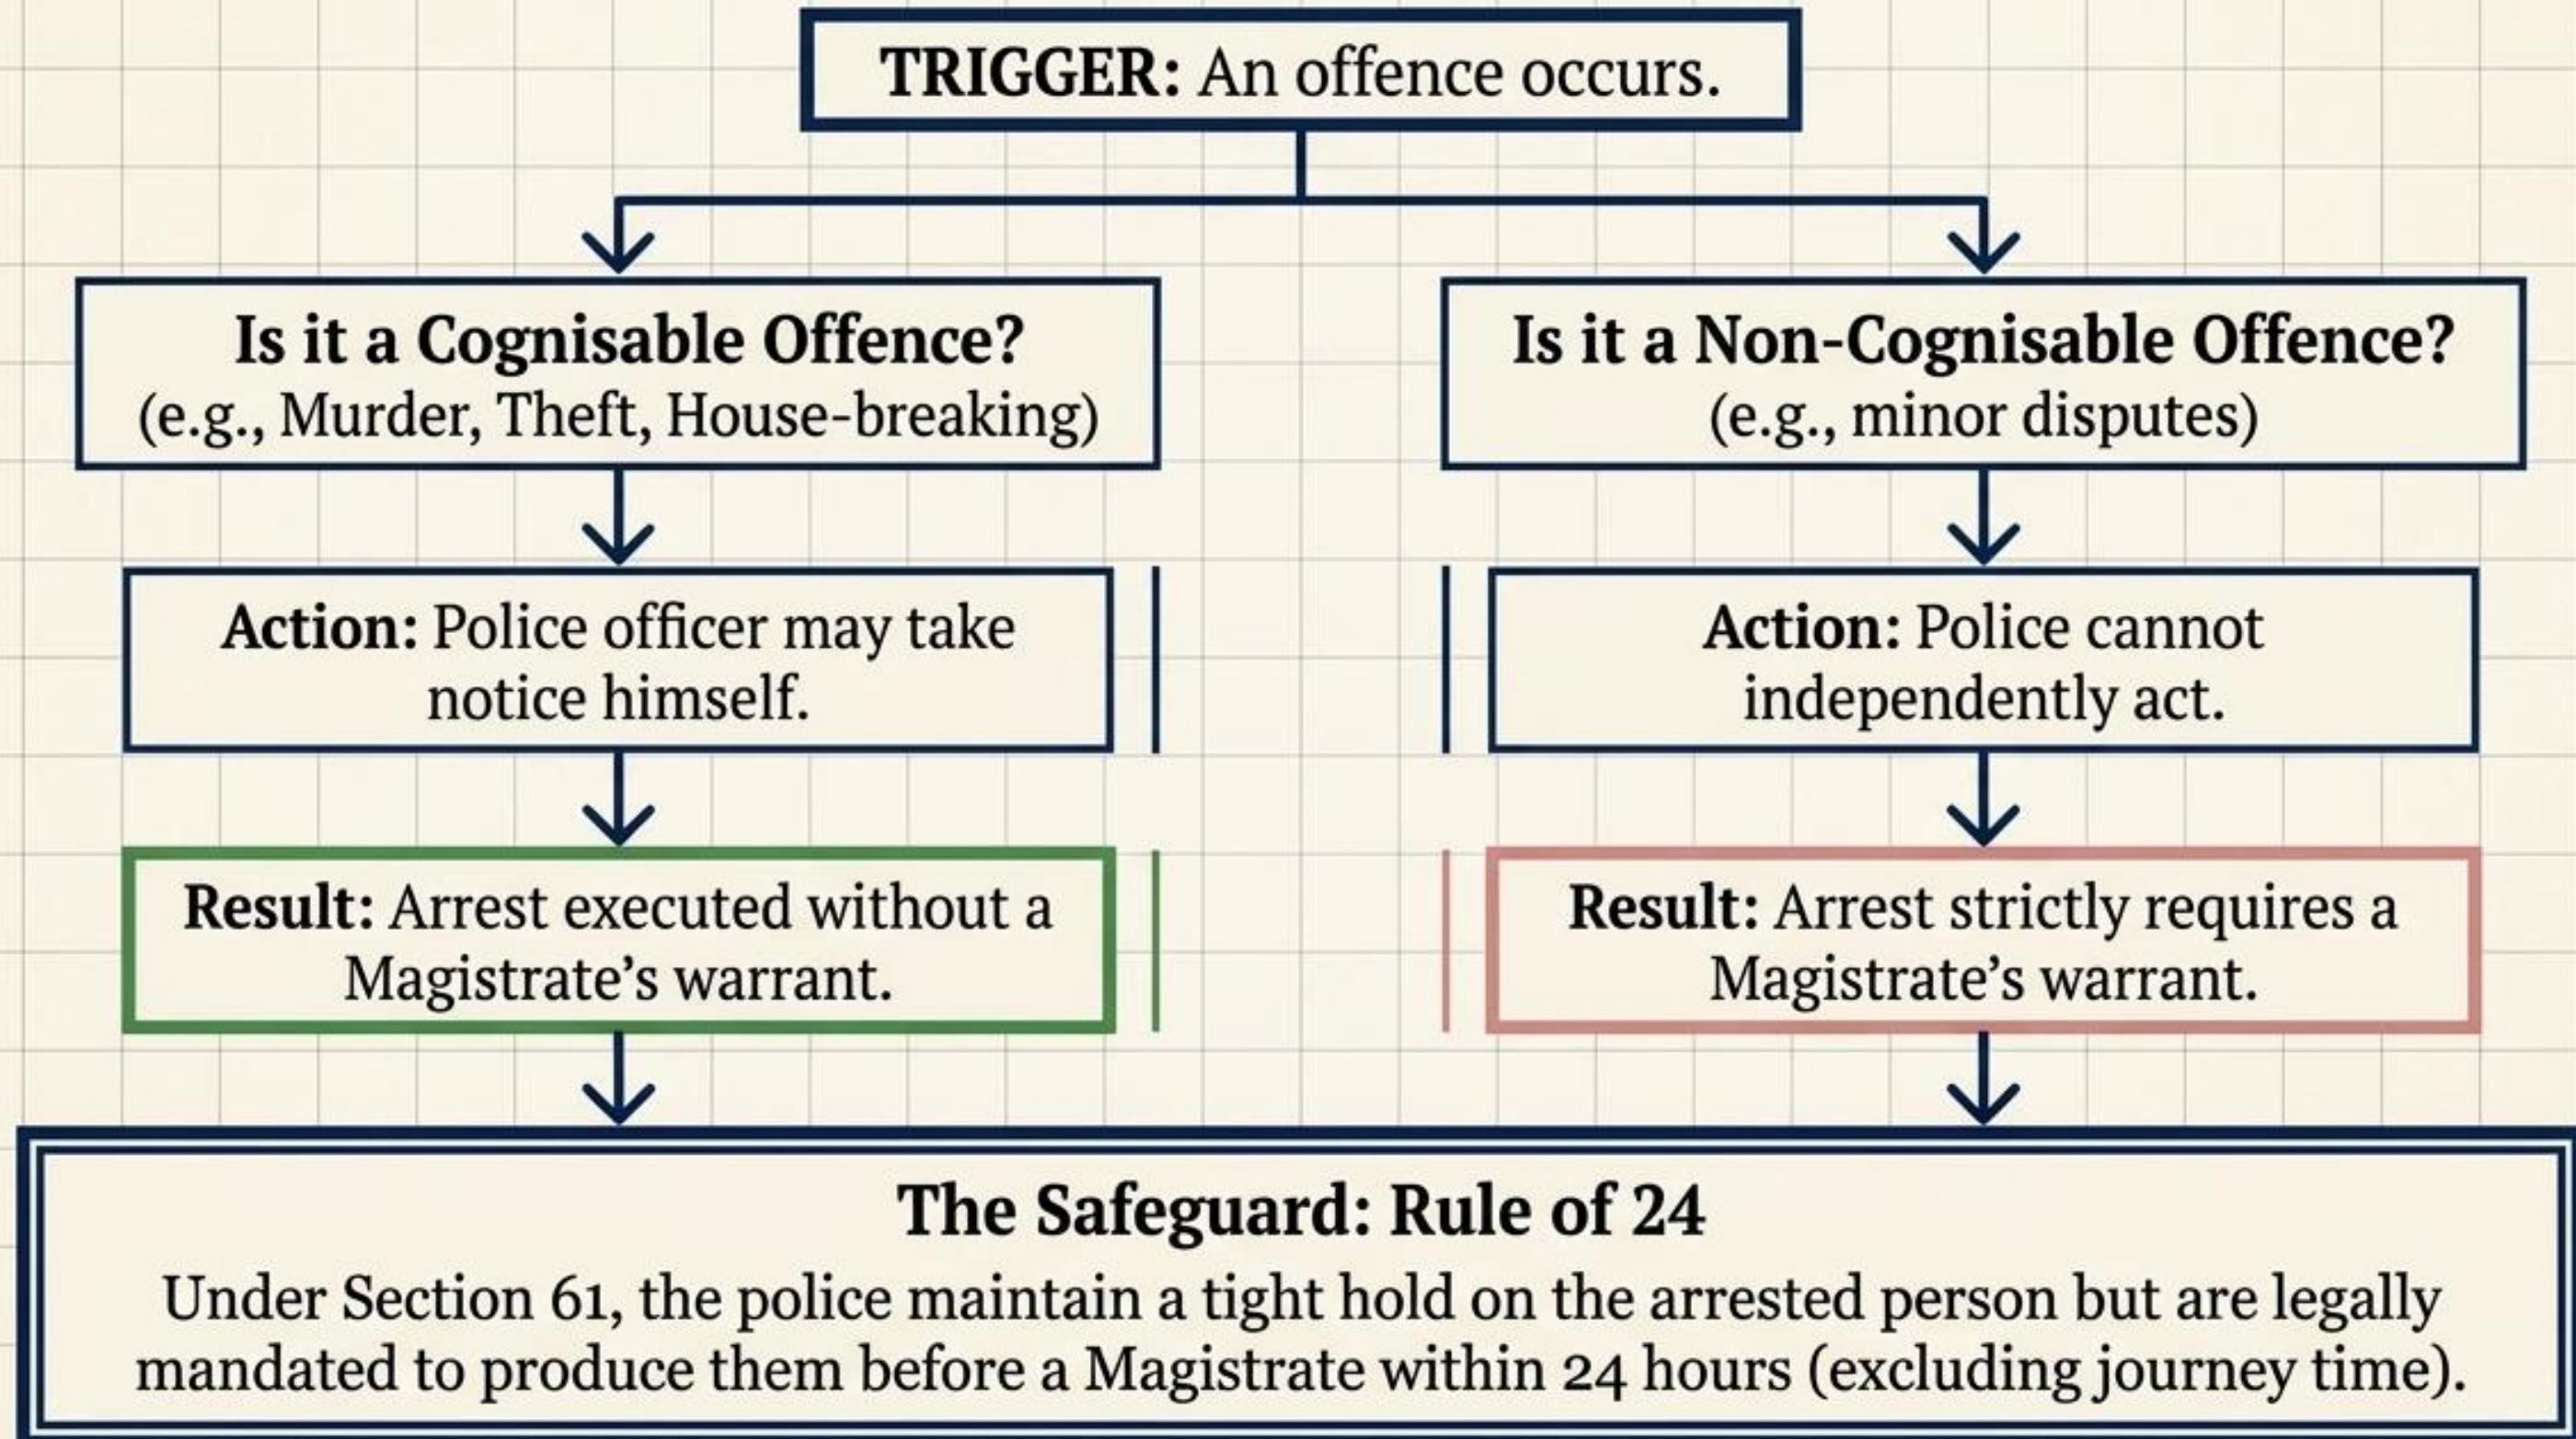 TRIGGER: An offence occurs.
Is it a Cognisable Offence?
(e.g., Murder, Theft, House-breaking)
Is it a Non-Cognisable Offence?
(e.g., minor disputes)
Action: Police officer may take
notice himself.
Action: Police cannot
independently act.
Result: Arrest executed without a
Magistrate’s warrant.
Result: Arrest strictly requires a
Magistrate’s warrant.
The Safeguard: Rule of 24
Under Section 61, the police maintain a tight hold on the arrested person but are legally
mandated to produce them before a Magistrate within 24 hours (excluding journey time).